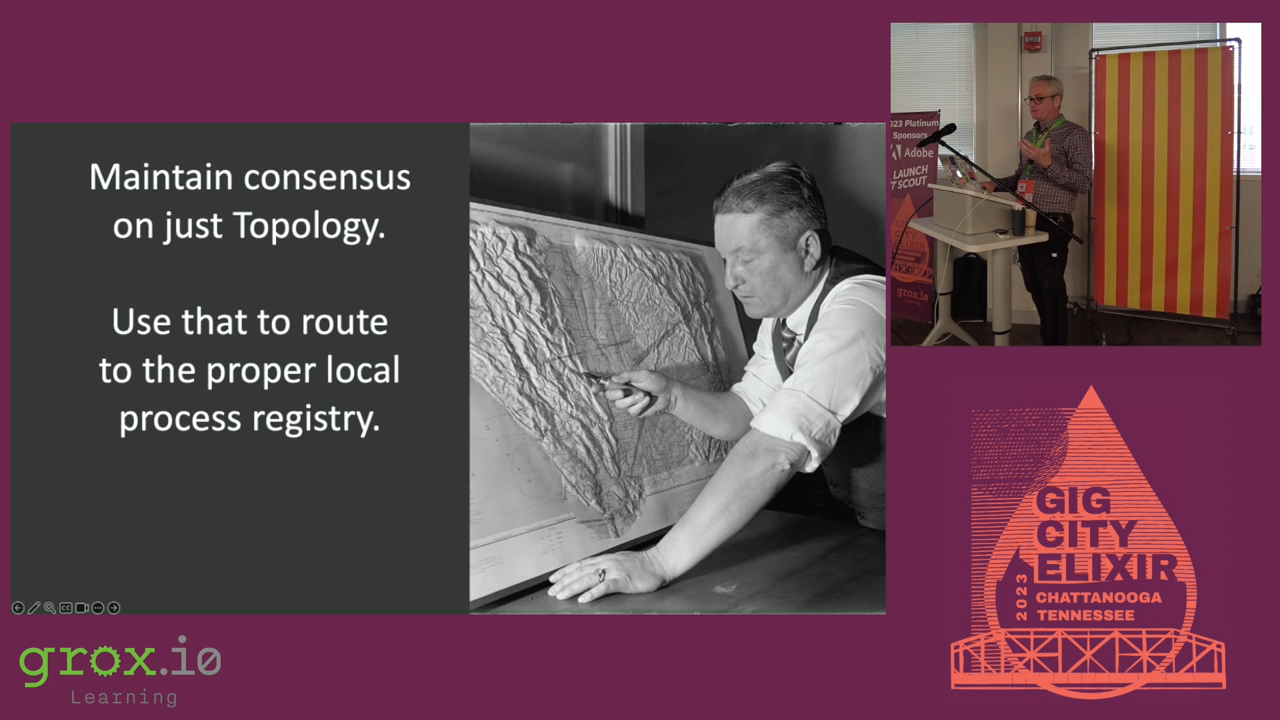 Maintain consensus
on just Topology.
Use that to route
to the proper local
process registry.
2023 Platinum
Sponsors
Adobe
LAUNCH
SCOUT
grox.io
GIG
CITY
ELIXIR
2023
CHATTANOOGA
TENNESSEE
grox.io
Learning